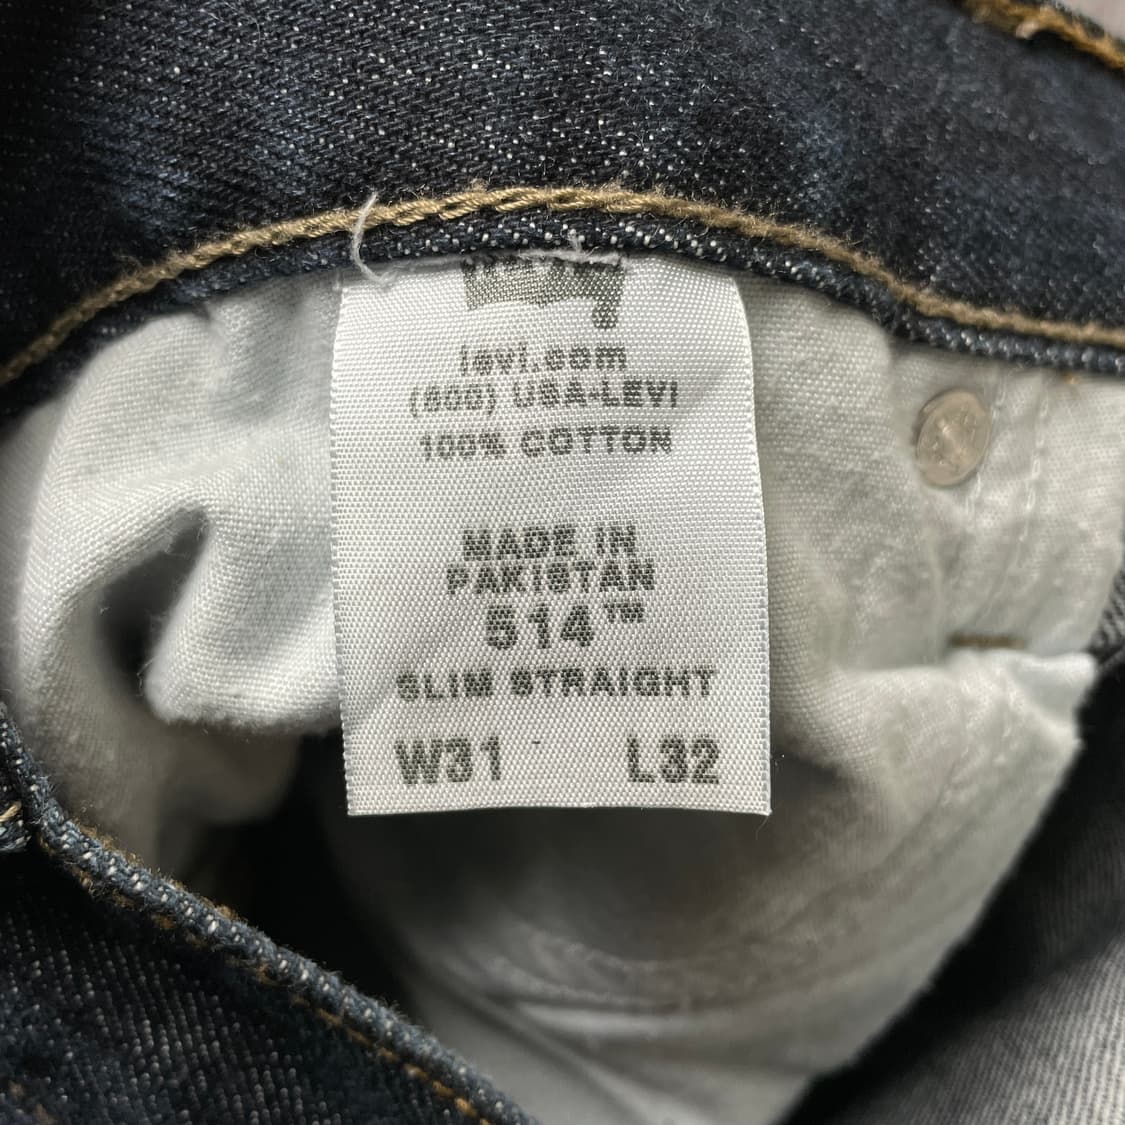 levi.com
(800) USA-LEVI
100% COTTON
MADE IN
PAKISTAN
514™
SLIM STRAIGHT
W31 L32